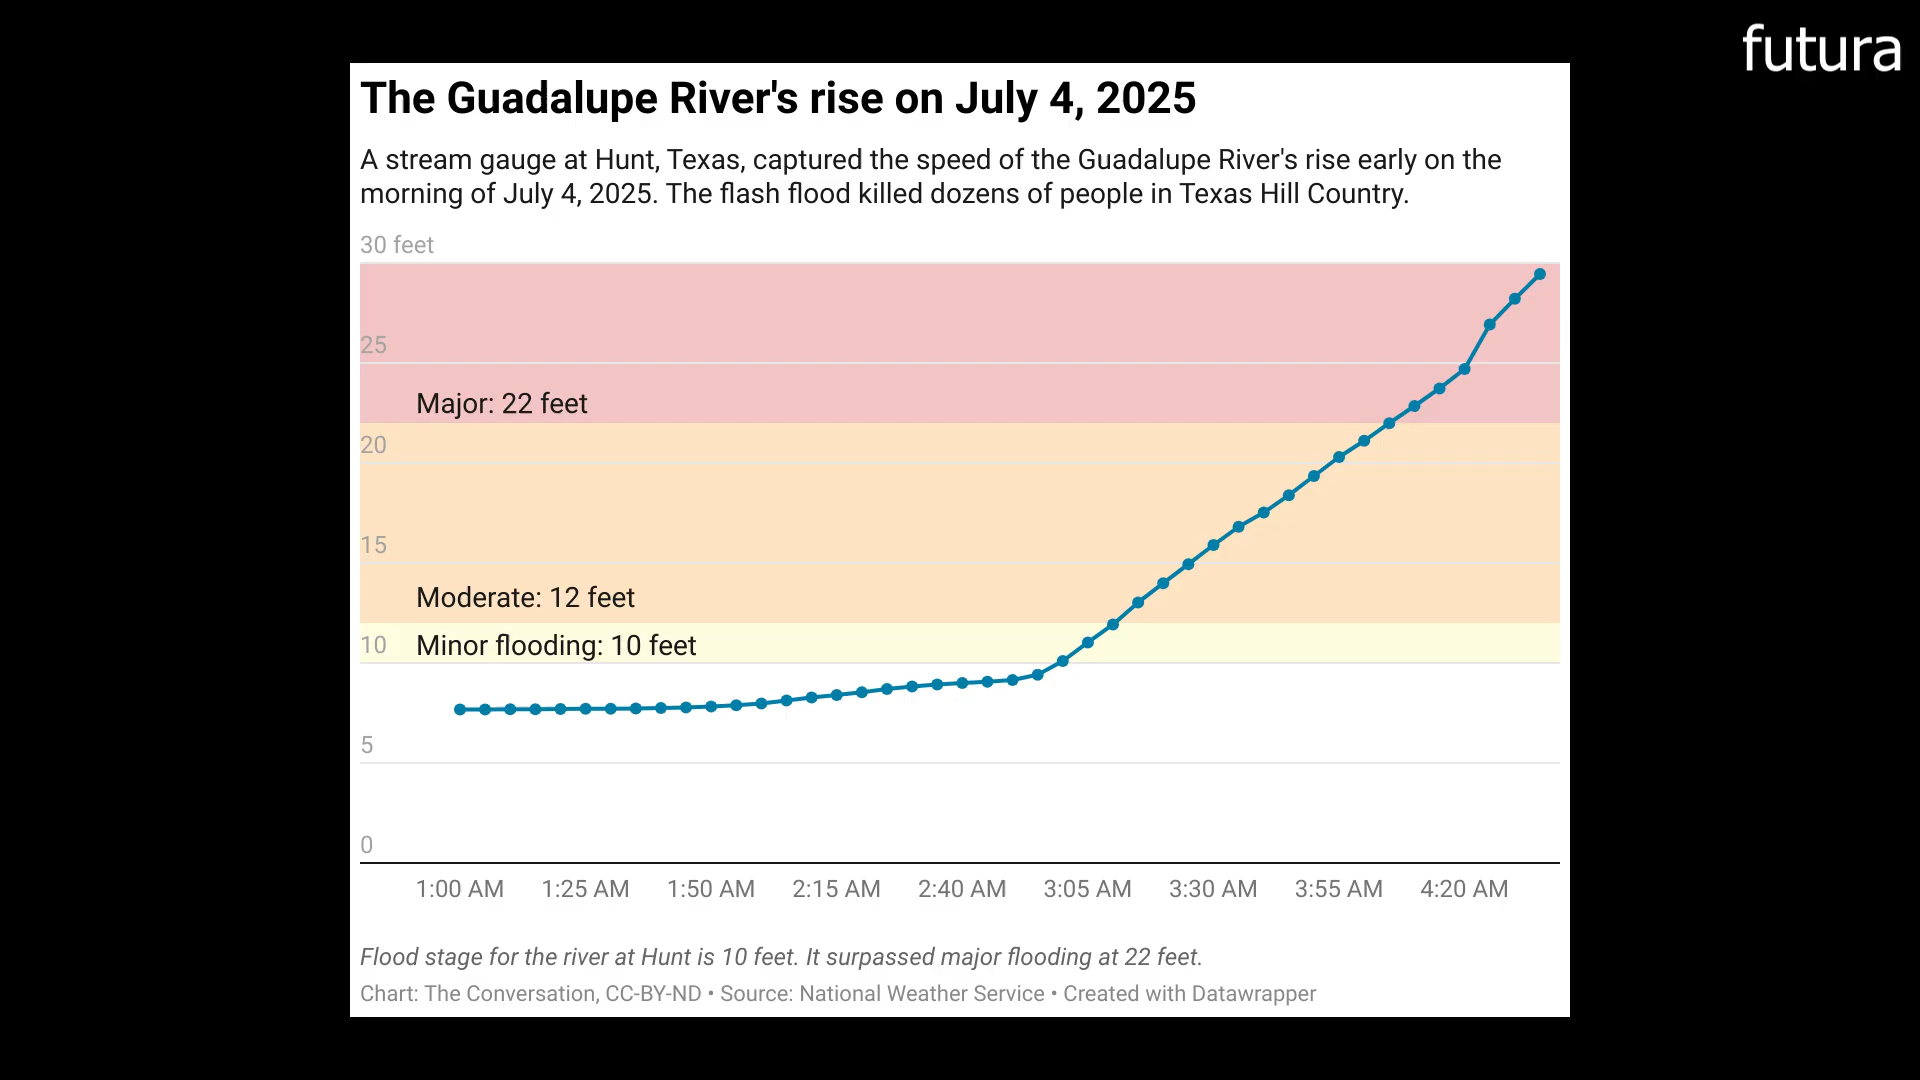 futura
The Guadalupe River's rise on July 4, 2025
A stream gauge at Hunt, Texas, captured the speed of the Guadalupe River's rise early on the
morning of July 4, 2025. The flash flood killed dozens of people in Texas Hill Country.
30 feet
25
Major: 22 feet
20
15
Moderate: 12 feet
10
Minor flooding: 10 feet
5
0
1:00 AM 1:25 AM 1:50 AM 2:15 AM 2:40 AM 3:05 AM 3:30 AM 3:55 AM 4:20 AM
Flood stage for the river at Hunt is 10 feet. It surpassed major flooding at 22 feet.
Chart: The Conversation, CC-BY-ND • Source: National Weather Service • Created with Datawrapper